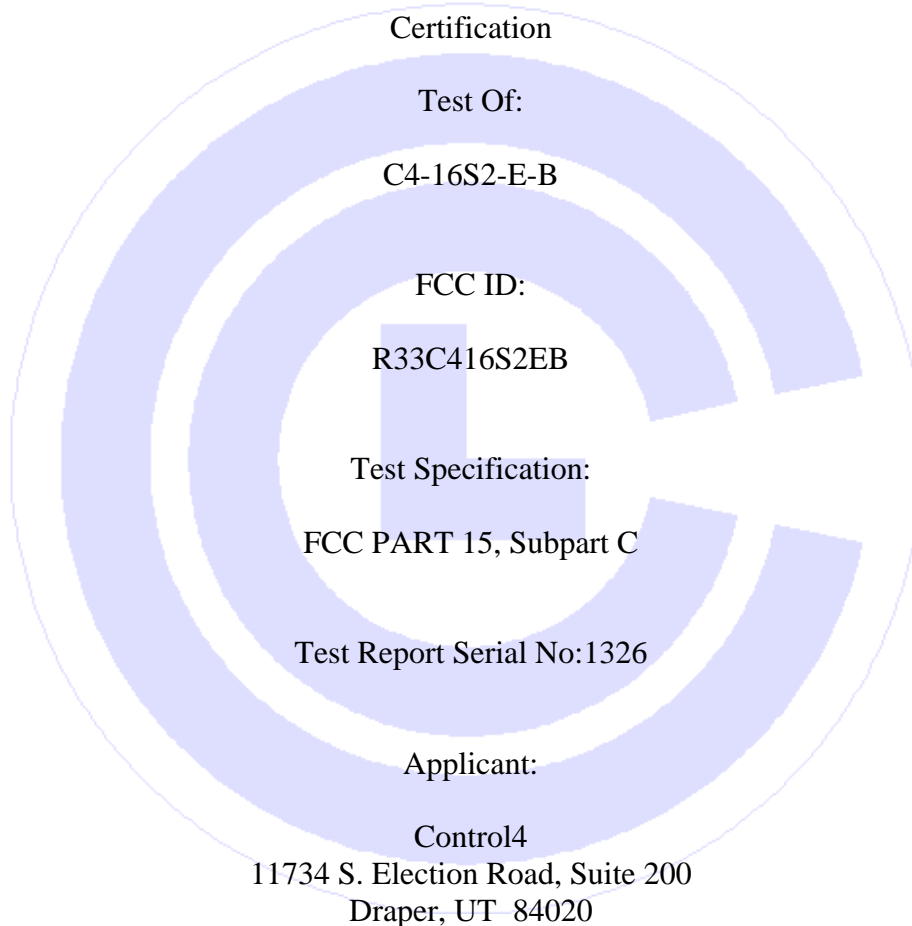 Certification
Test Of:
C4-16S2-E-B
FCC ID:
R33C416S2EB
Test Specification:
FCC PART 15, Subpart C
Test Report Serial No:1326
Applicant:
Control4
11734 S. Election Road, Suite 200
Draper, UT  84020